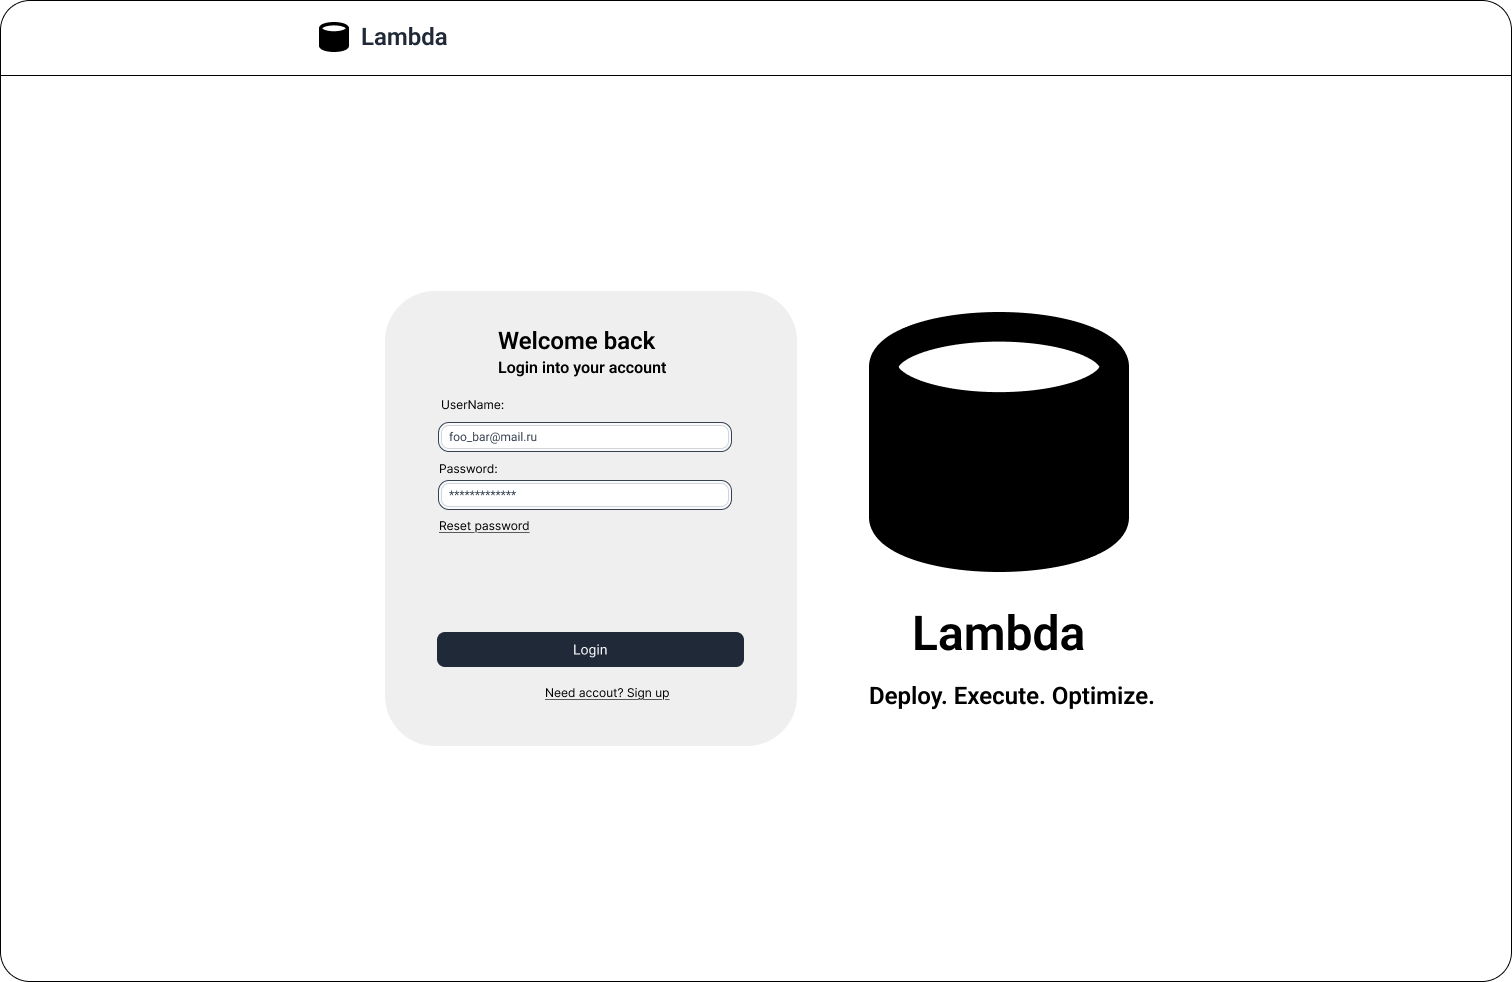 Lambda
Welcome back
Login into your account
UserName:
foo_bar@mail.ru
Password:
*************
Reset password
Login
Need accout? Sign up
Lambda
Deploy. Execute. Optimize.